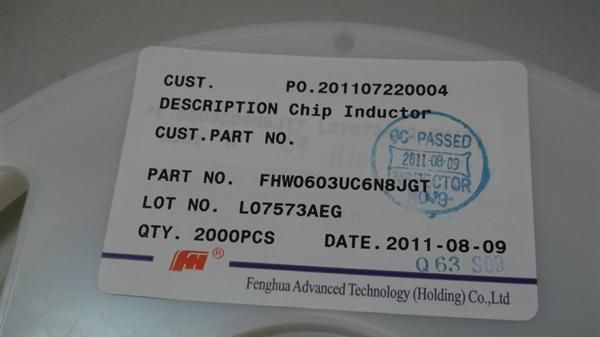 CUST. PO.201107220004
DESCRIPTION Chip Inductor
CUST.PART NO.
QC PASSED
2011-08-09
INSPECTOR
PART NO. FHW0603UC6N8JGT
LOT NO. L07573AEG
QTY. 2000PCS DATE.2011-08-09
Q63 S09
®
Fenghua Advanced Technology (Holding) Co.,Ltd